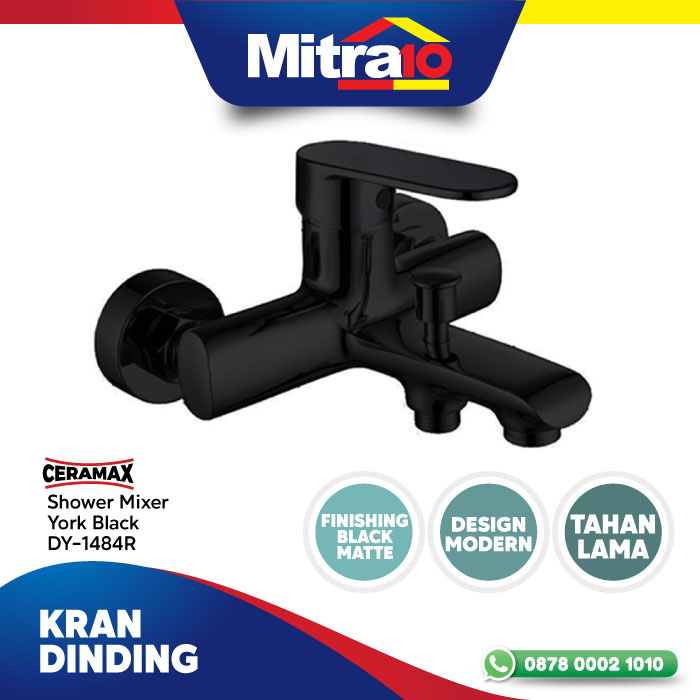 Mitra10
CERAMAX
Shower Mixer
York Black
DY-1484R
FINISHING
BLACK
MATTE
DESIGN
MODERN
TAHAN
LAMA
KRAN
DINDING
0878 0002 1010